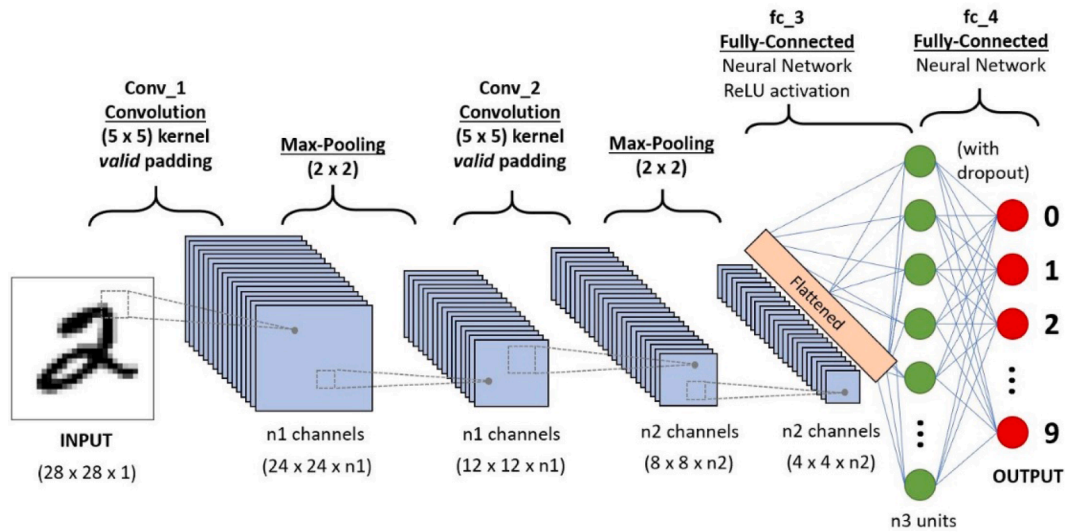 fc_3
Fully-Connected
Neural Network
ReLU activation
fc_4
Fully-Connected
Neural Network
Conv_1
Convolution
(5 x 5) kernel
valid padding
Max-Pooling
(2 x 2)
Conv_2
Convolution
(5 x 5) kernel
valid padding
Max-Pooling
(2 x 2)
(with
dropout)
Flattened
0
1
2
9
INPUT
(28 x 28 x 1)
n1 channels
(24 x 24 x n1)
n1 channels
(12 x 12 x n1)
n2 channels
(8 x 8 x n2)
n2 channels
(4 x 4 x n2)
OUTPUT
n3 units